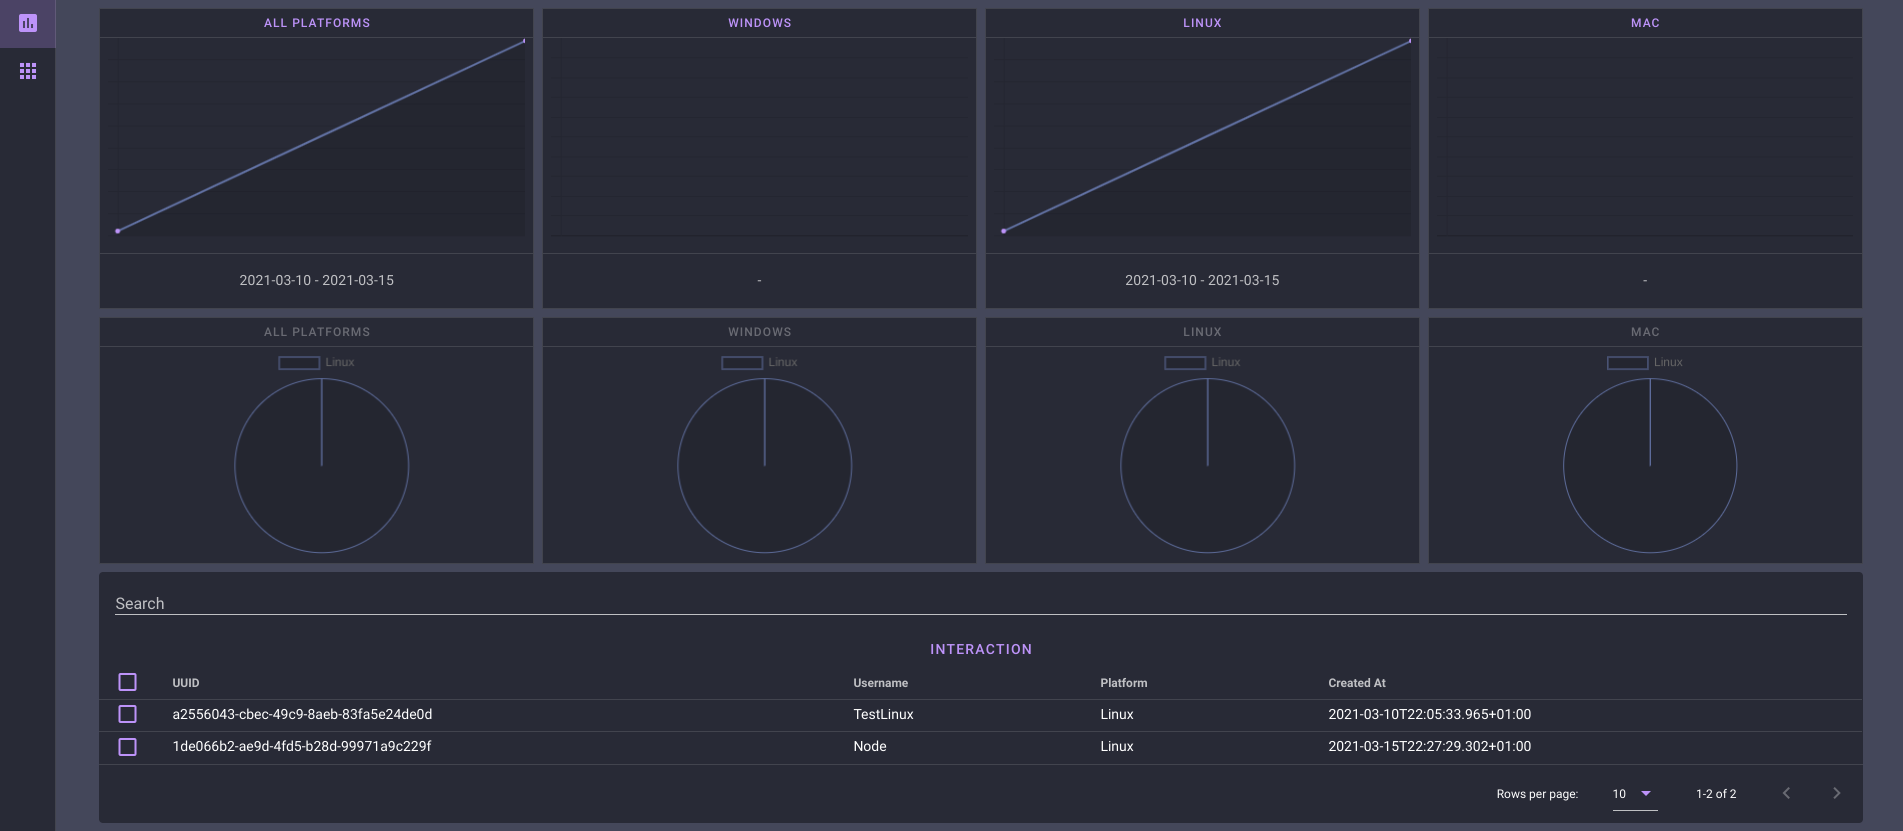 ALL PLATFORMS WINDOWS LINUX MAC
2021-03-10 - 2021-03-15 - 2021-03-10 - 2021-03-15 -
ALL PLATFORMS WINDOWS LINUX MAC
Linux Linux Linux Linux
Search
INTERACTION
UUID Username Platform Created At
a2556043-cbec-49c9-8aeb-83fa5e24de0d TestLinux Linux 2021-03-10T22:05:33.965+01:00
1de066b2-ae9d-4fd5-b28d-99971a9c229f Node Linux 2021-03-15T22:27:29.302+01:00
Rows per page: 10 1-2 of 2